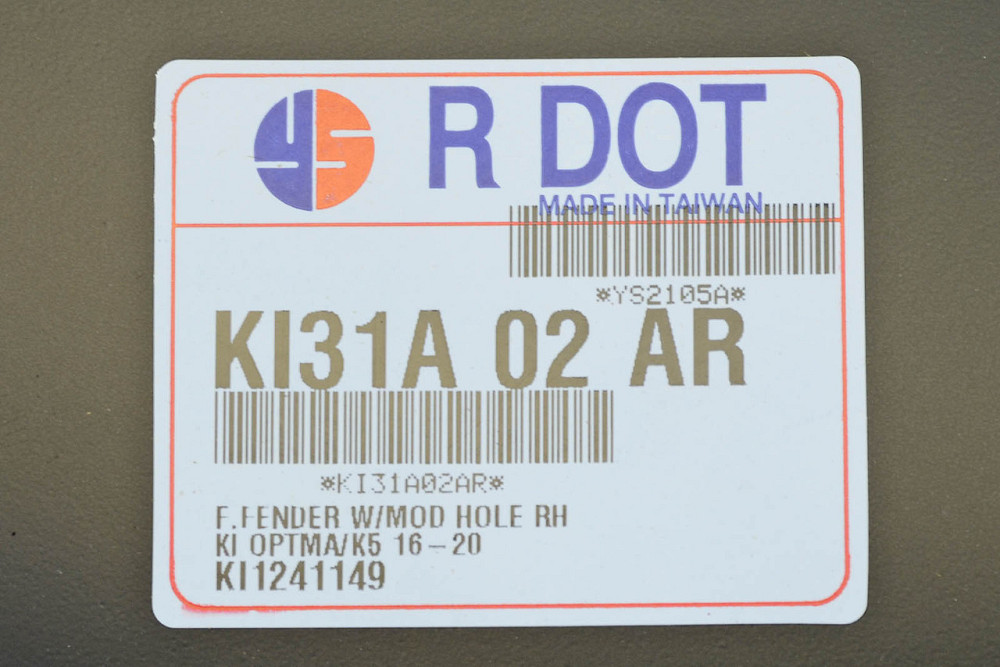 YS R DOT
MADE IN TAIWAN
*YS2105A*
KI31A 02 AR
*KI31A02AR*
F.FENDER W/MOD HOLE RH
KI OPTMA/K5 16-20
KI1241149